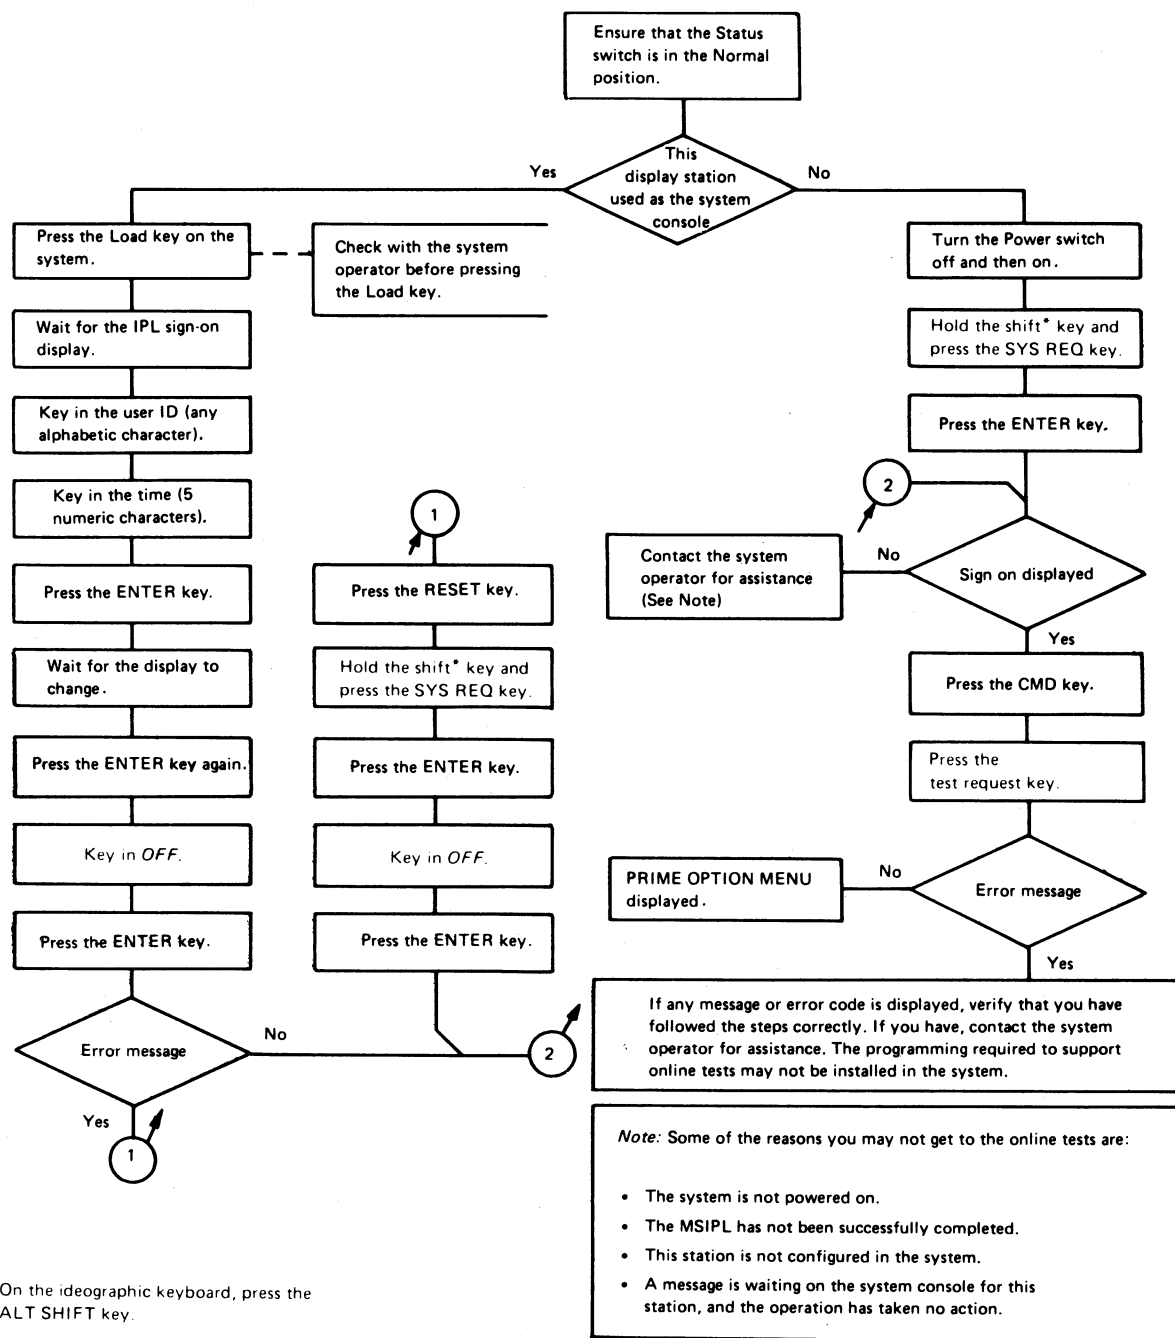 Ensure that the Status
switch is in the Normal
position.
This
display station
used as the system
console
Yes
No
Press the Load key on the
system.
Check with the system
operator before pressing
the Load key.
Wait for the IPL sign-on
display.
Key in the user ID (any
alphabetic character).
Key in the time (5
numeric characters).
Press the ENTER key.
Wait for the display to
change.
Press the ENTER key again.
Key in OFF.
Press the ENTER key.
Error message
No
Yes
1
1
Press the RESET key.
Hold the shift* key and
press the SYS REQ key.
Press the ENTER key.
Key in OFF.
Press the ENTER key.
2
Turn the Power switch
off and then on.
Hold the shift* key and
press the SYS REQ key.
Press the ENTER key.
2
Sign on displayed
No
Contact the system
operator for assistance
(See Note)
Yes
Press the CMD key.
Press the
test request key.
Error message
No
PRIME OPTION MENU
displayed.
Yes
If any message or error code is displayed, verify that you have
followed the steps correctly. If you have, contact the system
operator for assistance. The programming required to support
online tests may not be installed in the system.
Note: Some of the reasons you may not get to the online tests are:
• The system is not powered on.
• The MSIPL has not been successfully completed.
• This station is not configured in the system.
• A message is waiting on the system console for this
station, and the operation has taken no action.
On the ideographic keyboard, press the
ALT SHIFT key.